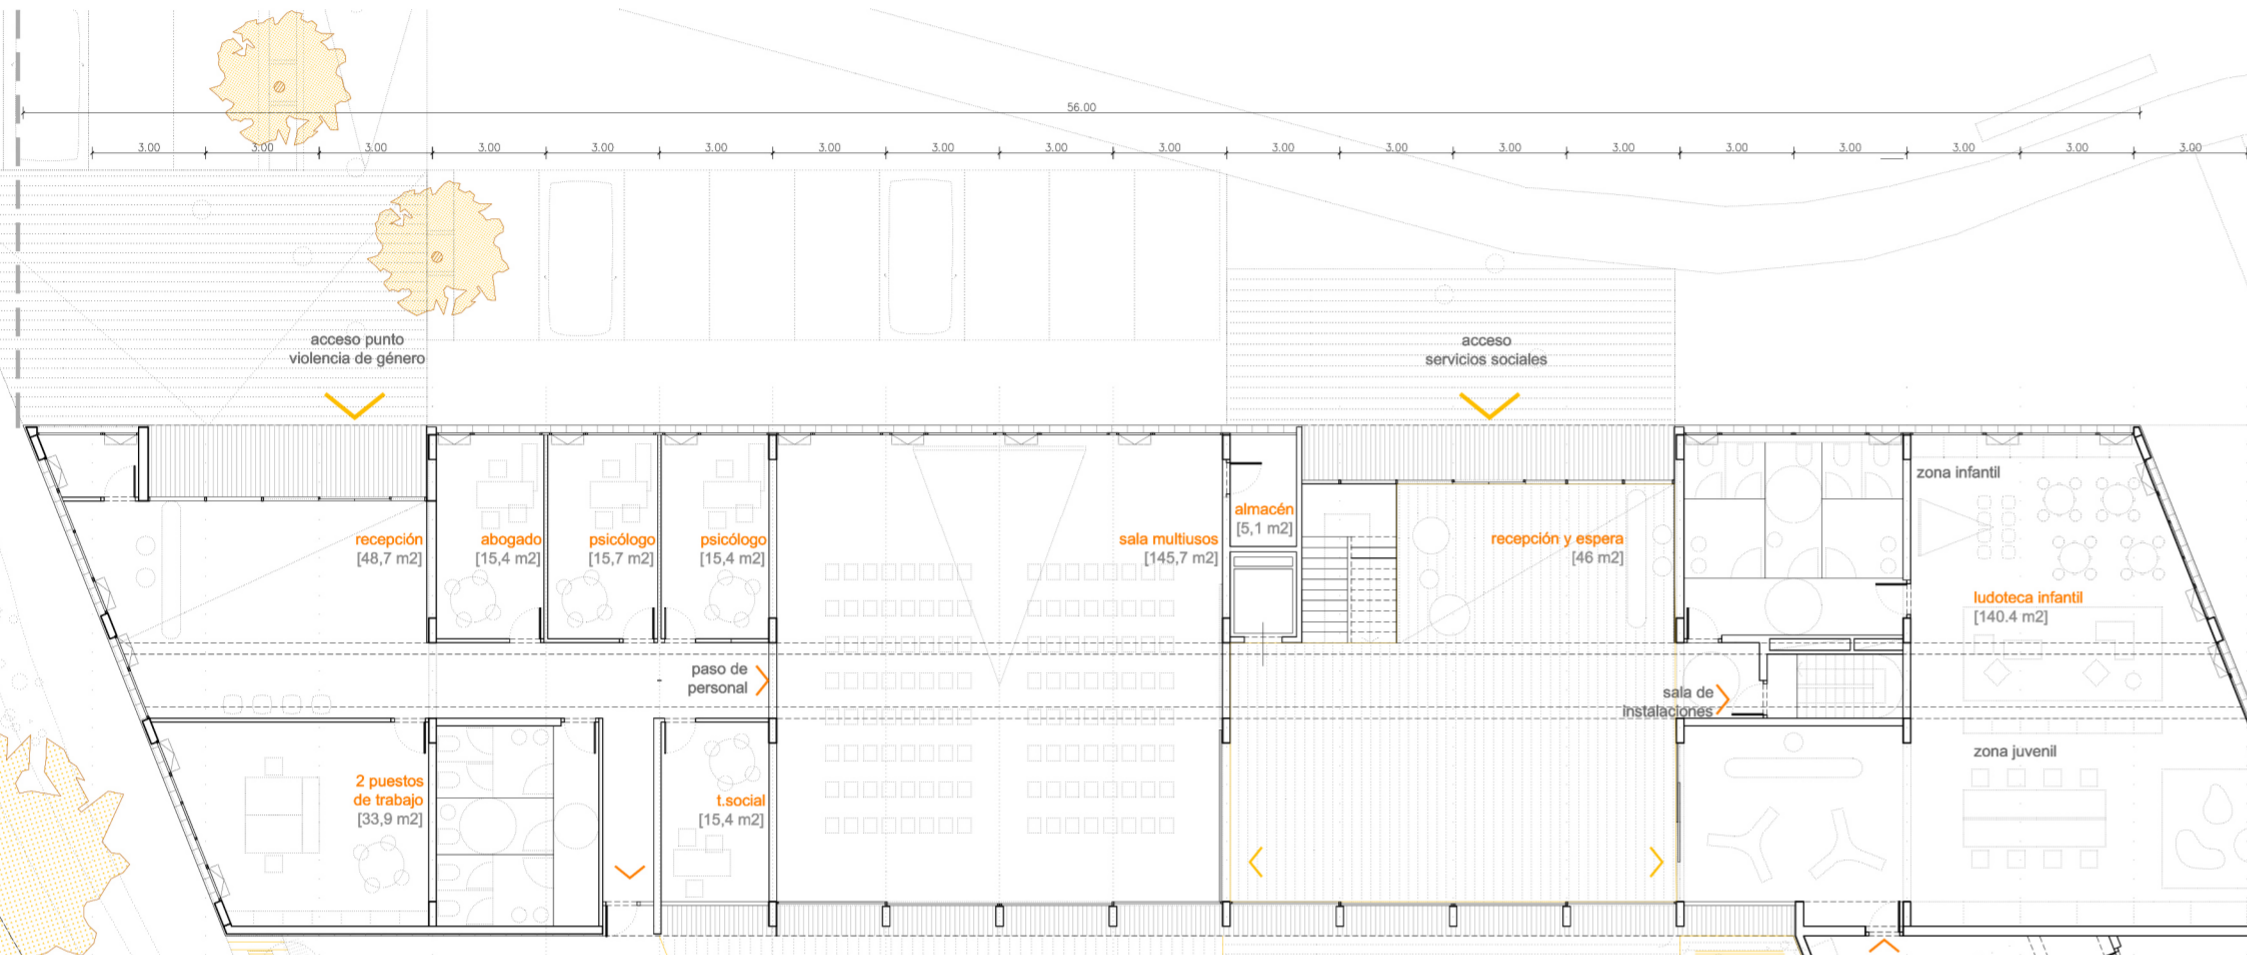 56.00
3.00 3.00 3.00 3.00 3.00 3.00 3.00 3.00 3.00 3.00 3.00 3.00 3.00 3.00 3.00 3.00 3.00 3.00 3.00
acceso punto
violencia de género
acceso
servicios sociales
zona infantil
almacén
[5,1 m2]
recepción
[48,7 m2]
abogado
[15,4 m2]
psicólogo
[15,7 m2]
psicólogo
[15,4 m2]
sala multiusos
[145,7 m2]
recepción y espera
[46 m2]
ludoteca infantil
[140.4 m2]
paso de
personal
sala de
instalaciones
zona juvenil
2 puestos
de trabajo
[33,9 m2]
t.social
[15,4 m2]